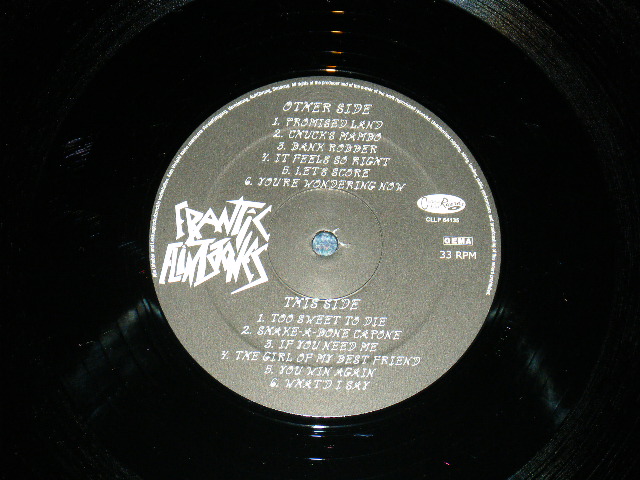 OTHER SIDE
1. PROMISED LAND
2. CHUCKS MAMBO
3. BANK ROBBER
4. IT FEELS SO RIGHT
5. LET'S SCORE
6. YOU'RE WONDERING NOW
FRANTIC
FLINTSTONES
CLLP 64136
GEMA
33 RPM
THIS SIDE
1. TOO SWEET TO DIE
2. SNAKE-A-BONE CAPONE
3. IF YOU NEED ME
4. THE GIRL OF MY BEST FRIEND
5. YOU WIN AGAIN
6. WHAT'D I SAY